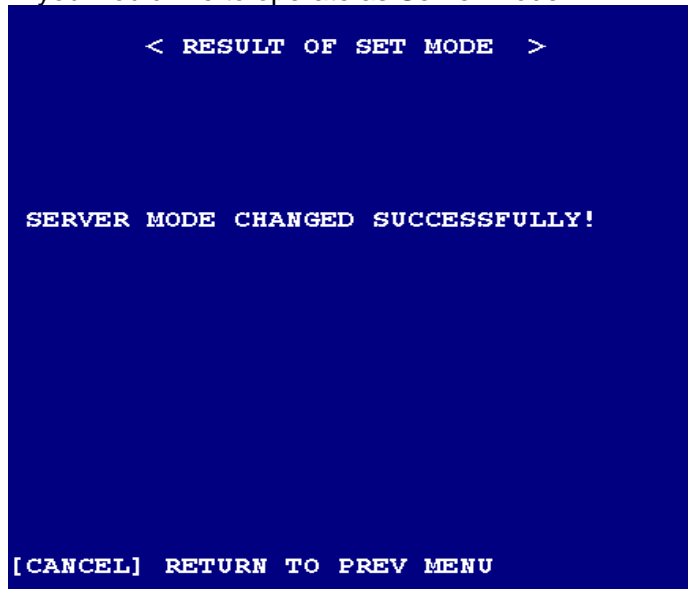 < RESULT OF SET MODE >
SERVER MODE CHANGED SUCCESSFULLY!
[CANCEL] RETURN TO PREV MENU